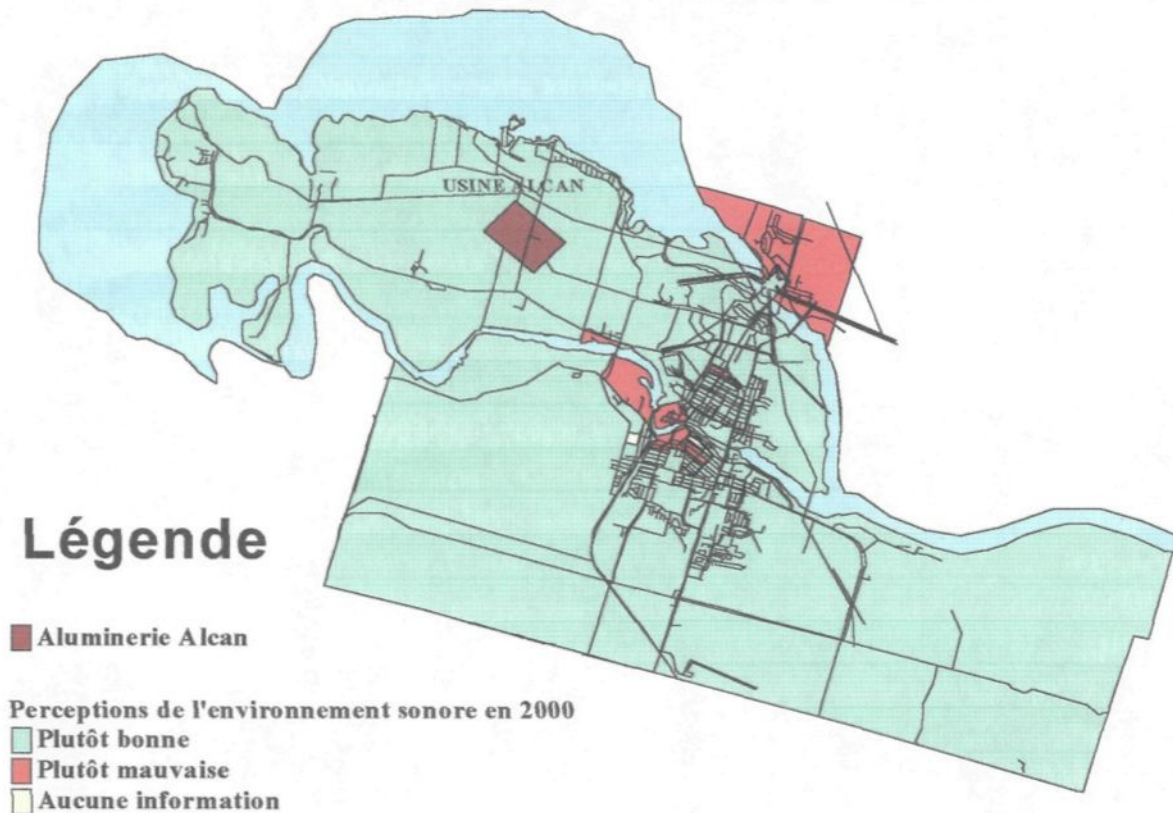 USINE ALCAN
Légende
Aluminerie Alcan
Perceptions de l'environnement sonore en 2000
Plutôt bonne
Plutôt mauvaise
Aucune information